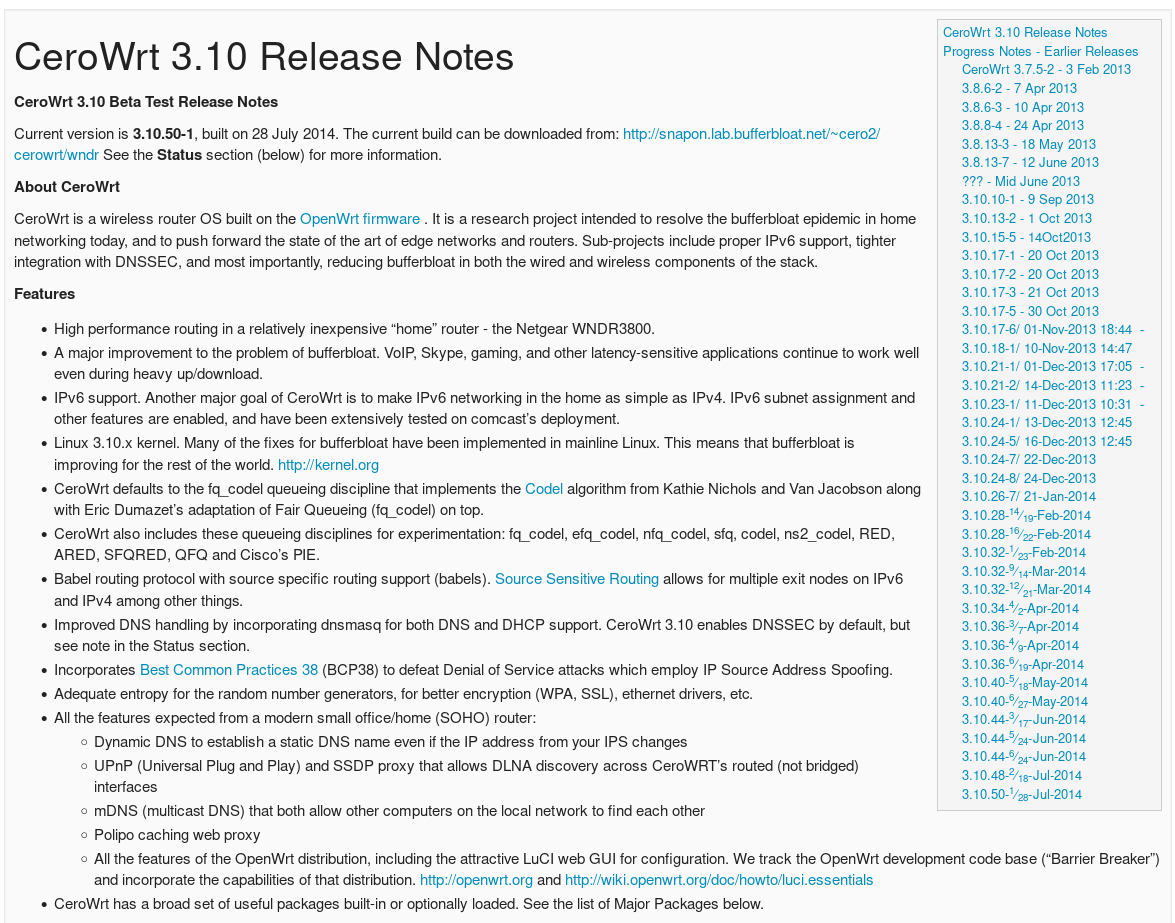 CeroWrt 3.10 Release Notes
CeroWrt 3.10 Beta Test Release Notes
Current version is 3.10.50-1, built on 28 July 2014. The current build can be downloaded from: http://snapon.lab.bufferbloat.net/~cero2/
cerowrt/wndr See the Status section (below) for more information.
About CeroWrt
CeroWrt is a wireless router OS built on the OpenWrt firmware . It is a research project intended to resolve the bufferbloat epidemic in home
networking today, and to push forward the state of the art of edge networks and routers. Sub-projects include proper IPv6 support, tighter
integration with DNSSEC, and most importantly, reducing bufferbloat in both the wired and wireless components of the stack.
Features
• High performance routing in a relatively inexpensive “home” router - the Netgear WNDR3800.
• A major improvement to the problem of bufferbloat. VoIP, Skype, gaming, and other latency-sensitive applications continue to work well
even during heavy up/download.
• IPv6 support. Another major goal of CeroWrt is to make IPv6 networking in the home as simple as IPv4. IPv6 subnet assignment and
other features are enabled, and have been extensively tested on comcast’s deployment.
• Linux 3.10.x kernel. Many of the fixes for bufferbloat have been implemented in mainline Linux. This means that bufferbloat is
improving for the rest of the world. http://kernel.org
• CeroWrt defaults to the fq_codel queueing discipline that implements the Codel algorithm from Kathie Nichols and Van Jacobson along
with Eric Dumazet’s adaptation of Fair Queueing (fq_codel) on top.
• CeroWrt also includes these queueing disciplines for experimentation: fq_codel, efq_codel, nfq_codel, sfq, codel, ns2_codel, RED,
ARED, SFQRED, QFQ and Cisco’s PIE.
• Babel routing protocol with source specific routing support (babels). Source Sensitive Routing allows for multiple exit nodes on IPv6
and IPv4 among other things.
• Improved DNS handling by incorporating dnsmasq for both DNS and DHCP support. CeroWrt 3.10 enables DNSSEC by default, but
see note in the Status section.
• Incorporates Best Common Practices 38 (BCP38) to defeat Denial of Service attacks which employ IP Source Address Spoofing.
• Adequate entropy for the random number generators, for better encryption (WPA, SSL), ethernet drivers, etc.
• All the features expected from a modern small office/home (SOHO) router:
◦ Dynamic DNS to establish a static DNS name even if the IP address from your IPS changes
◦ UPnP (Universal Plug and Play) and SSDP proxy that allows DLNA discovery across CeroWRT’s routed (not bridged)
interfaces
◦ mDNS (multicast DNS) that both allow other computers on the local network to find each other
◦ Polipo caching web proxy
◦ All the features of the OpenWrt distribution, including the attractive LuCI web GUI for configuration. We track the OpenWrt development code base (“Barrier Breaker”)
and incorporate the capabilities of that distribution. http://openwrt.org and http://wiki.openwrt.org/doc/howto/luci.essentials
• CeroWrt has a broad set of useful packages built-in or optionally loaded. See the list of Major Packages below.
CeroWrt 3.10 Release Notes
Progress Notes - Earlier Releases
CeroWrt 3.7.5-2 - 3 Feb 2013
3.8.6-2 - 7 Apr 2013
3.8.6-3 - 10 Apr 2013
3.8.8-4 - 24 Apr 2013
3.8.13-3 - 18 May 2013
3.8.13-7 - 12 June 2013
??? - Mid June 2013
3.10.10-1 - 9 Sep 2013
3.10.13-2 - 1 Oct 2013
3.10.15-5 - 14Oct2013
3.10.17-1 - 20 Oct 2013
3.10.17-2 - 20 Oct 2013
3.10.17-3 - 21 Oct 2013
3.10.17-5 - 30 Oct 2013
3.10.17-6/ 01-Nov-2013 18:44 -
3.10.18-1/ 10-Nov-2013 14:47
3.10.21-1/ 01-Dec-2013 17:05 -
3.10.21-2/ 14-Dec-2013 11:23 -
3.10.23-1/ 11-Dec-2013 10:31 -
3.10.24-1/ 13-Dec-2013 12:45
3.10.24-5/ 16-Dec-2013 12:45
3.10.24-7/ 22-Dec-2013
3.10.24-8/ 24-Dec-2013
3.10.26-7/ 21-Jan-2014
3.10.28-14⁄19-Feb-2014
3.10.28-16⁄22-Feb-2014
3.10.32-1⁄23-Feb-2014
3.10.32-9⁄14-Mar-2014
3.10.32-12⁄21-Mar-2014
3.10.34-4⁄2-Apr-2014
3.10.36-3⁄7-Apr-2014
3.10.36-4⁄9-Apr-2014
3.10.36-6⁄19-Apr-2014
3.10.40-5⁄18-May-2014
3.10.40-6⁄27-May-2014
3.10.44-3⁄17-Jun-2014
3.10.44-5⁄24-Jun-2014
3.10.44-6⁄24-Jun-2014
3.10.48-2⁄18-Jul-2014
3.10.50-1⁄28-Jul-2014